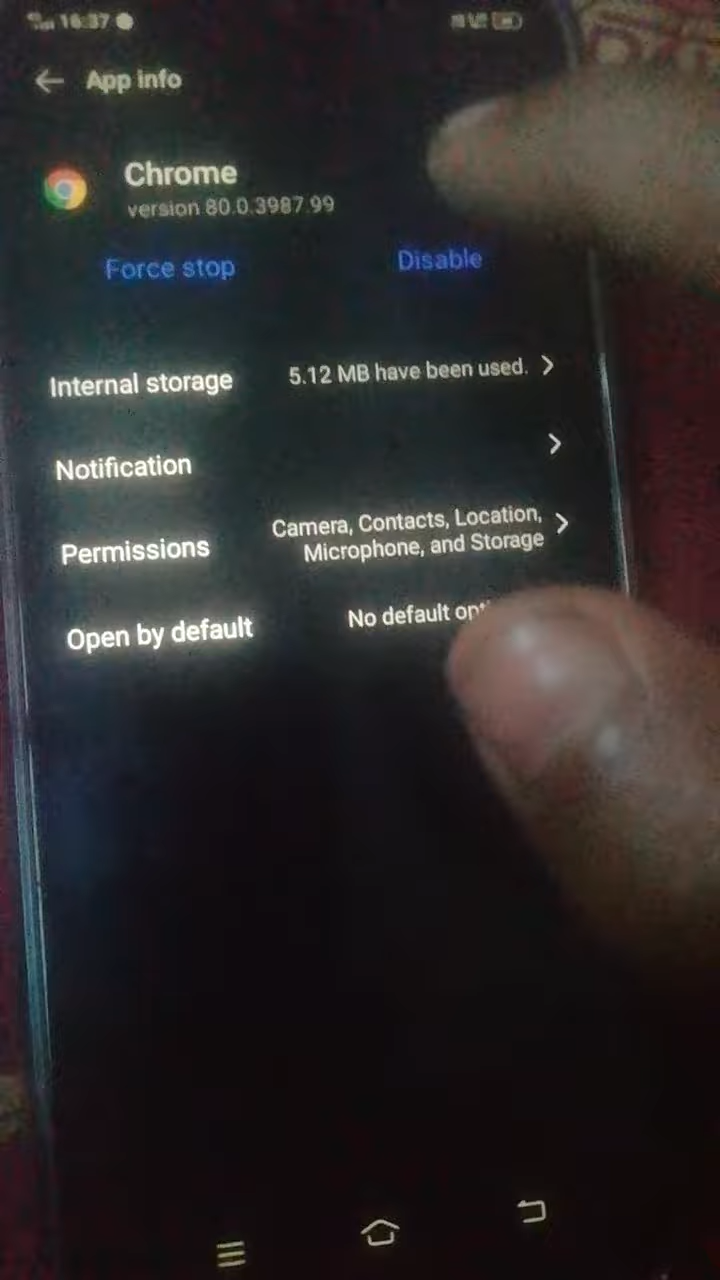 16:37
App info
Chrome
version 80.0.3987.99
Force stop
Disable
Internal storage
5.12 MB have been used.
Notification
Permissions
Camera, Contacts, Location,
Microphone, and Storage
Open by default
No default